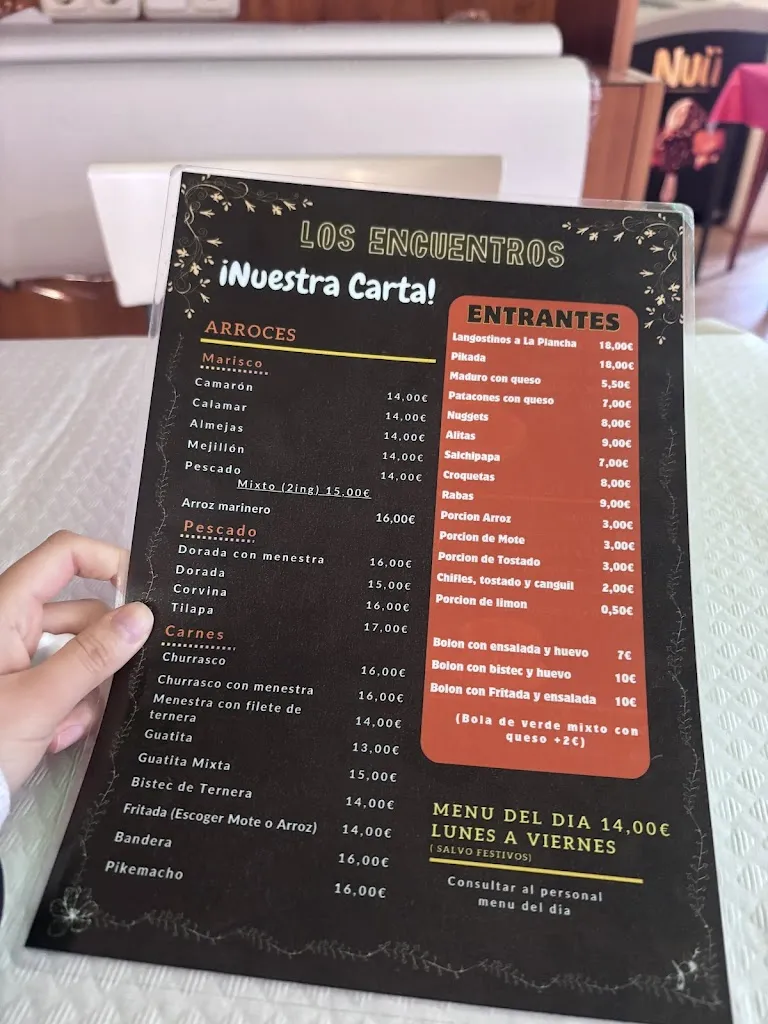 Nuii
LOS ENCUENTROS
¡Nuestra Carta!
ARROCES
Marisco
Camarón 14,00€
Calamar 14,00€
Almejas 14,00€
Mejillón 14,00€
Pescado 14,00€
Mixto (2ing) 15,00€
Arroz marinero 16,00€
Pescado
Dorada con menestra 16,00€
Dorada 15,00€
Corvina 16,00€
Tilapa 17,00€
Carnes
Churrasco 16,00€
Churrasco con menestra 16,00€
Menestra con filete de
ternera 14,00€
Guatita 13,00€
Guatita Mixta 15,00€
Bistec de Ternera 14,00€
Fritada (Escoger Mote o Arroz) 14,00€
Bandera 16,00€
Pikemacho 16,00€
ENTRANTES
Langostinos a La Plancha 18,00€
Pikada 18,00€
Maduro con queso 5,50€
Patacones con queso 7,00€
Nuggets 8,00€
Alitas 9,00€
Salchipapa 7,00€
Croquetas 8,00€
Rabas 9,00€
Porcion Arroz 3,00€
Porcion de Mote 3,00€
Porcion de Tostado 3,00€
Chifles, tostado y canguil 2,00€
Porcion de limon 0,50€
Bolon con ensalada y huevo 7€
Bolon con bistec y huevo 10€
Bolon con Fritada y ensalada 10€
(Bola de verde mixto con
queso +2€)
MENU DEL DIA 14,00€
LUNES A VIERNES
( SALVO FESTIVOS)
Consultar al personal
menu del dia